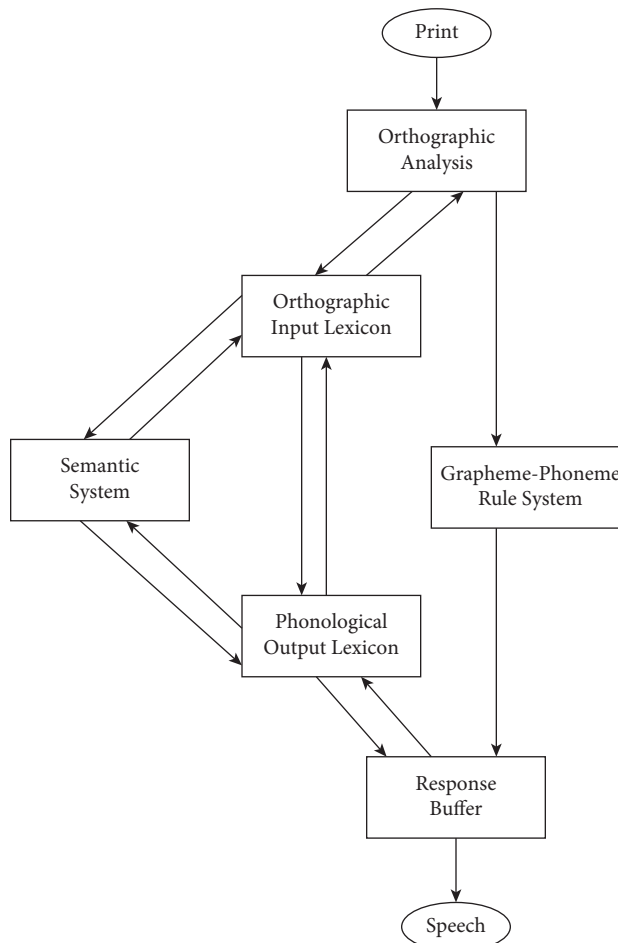 Print
Orthographic
Analysis
Orthographic
Input Lexicon
Semantic
System
Grapheme-Phoneme
Rule System
Phonological
Output Lexicon
Response
Buffer
Speech